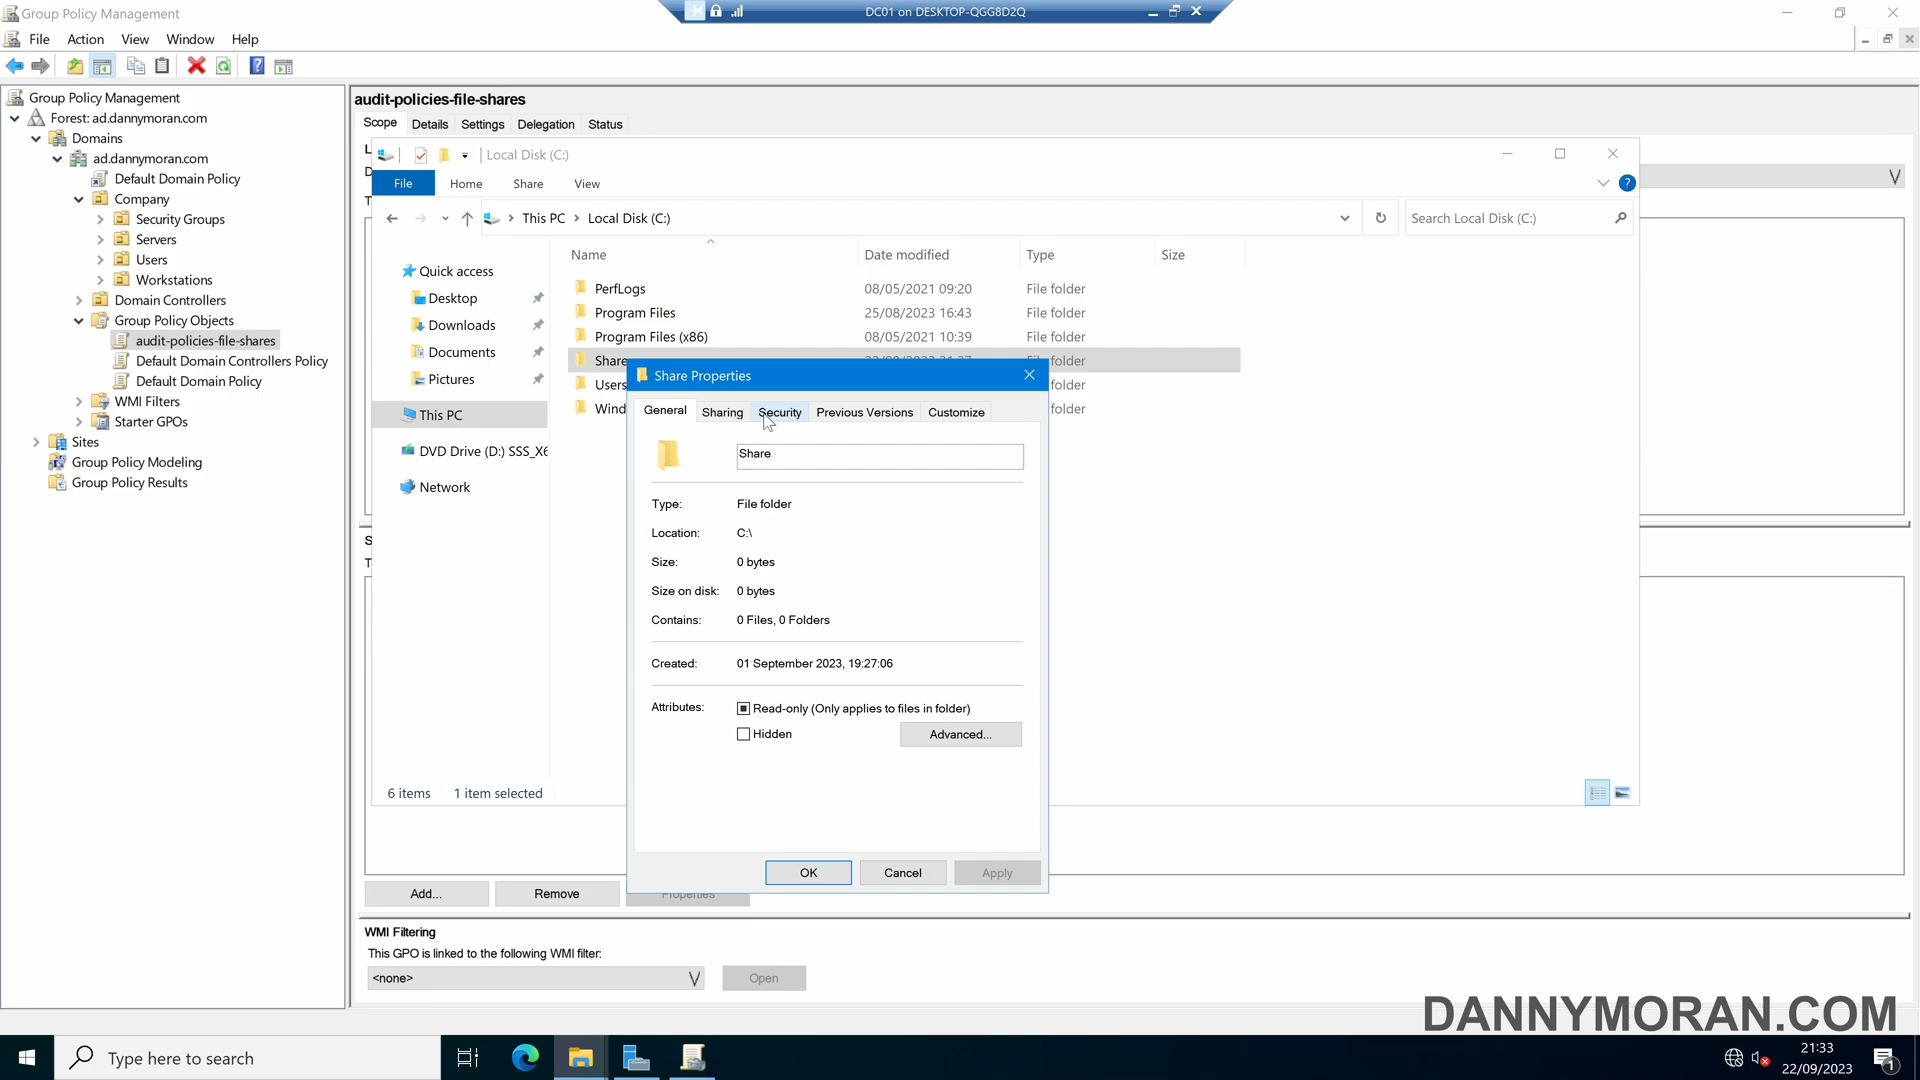 Group Policy Management
DC01 on DESKTOP-QGG8D2Q
File Action View Window Help
Group Policy Management
Forest: ad.dannymoran.com
Domains
ad.dannymoran.com
Default Domain Policy
Company
Security Groups
Servers
Users
Workstations
Domain Controllers
Group Policy Objects
audit-policies-file-shares
Default Domain Controllers Policy
Default Domain Policy
WMI Filters
Starter GPOs
Sites
Group Policy Modeling
Group Policy Results
audit-policies-file-shares
Scope Details Settings Delegation Status
Local Disk (C:)
File Home Share View
This PC Local Disk (C:)
Search Local Disk (C:)
Quick access
Desktop
Downloads
Documents
Pictures
This PC
DVD Drive (D:) SSS_X6
Network
Name Date modified Type Size
PerfLogs 08/05/2021 09:20 File folder
Program Files 25/08/2023 16:43 File folder
Program Files (x86) 08/05/2021 10:39 File folder
Share
folder
Users
folder
Wind
folder
6 items 1 item selected
Share Properties
General Sharing Security Previous Versions Customize
Share
Type: File folder
Location: C:\
Size: 0 bytes
Size on disk: 0 bytes
Contains: 0 Files, 0 Folders
Created: 01 September 2023, 19:27:06
Attributes: Read-only (Only applies to files in folder)
Hidden Advanced...
OK Cancel Apply
Add... Remove Properties
WMI Filtering
This GPO is linked to the following WMI filter:
<none> Open
DANNYMORAN.COM
Type here to search
21:33
22/09/2023
1